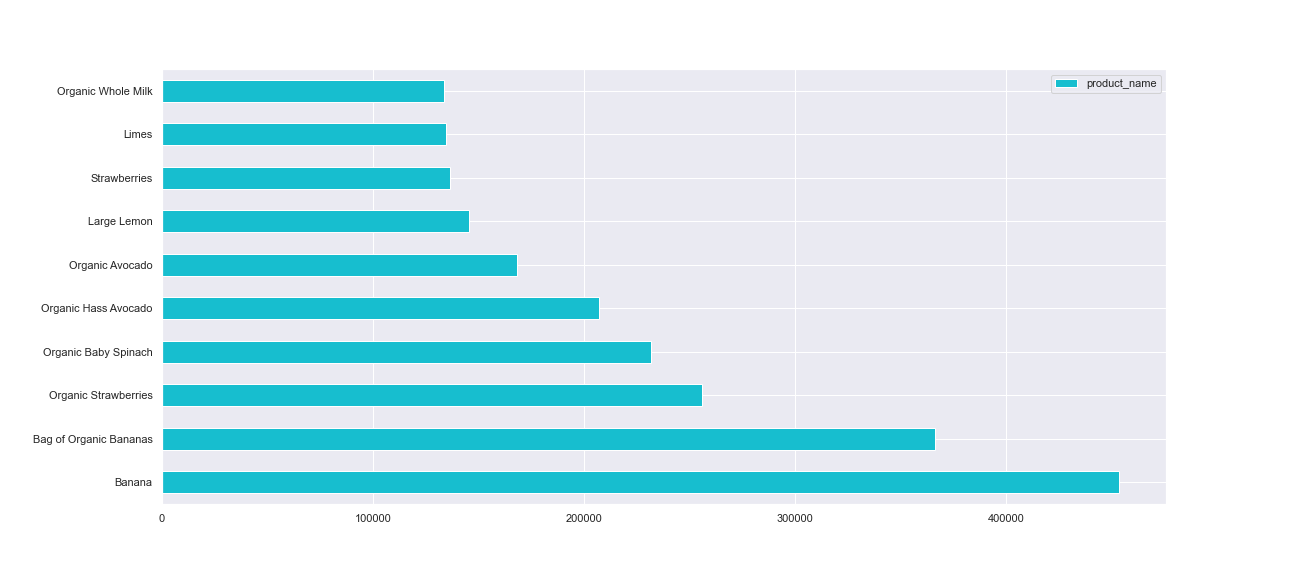 product_name
Organic Whole Milk
Limes
Strawberries
Large Lemon
Organic Avocado
Organic Hass Avocado
Organic Baby Spinach
Organic Strawberries
Bag of Organic Bananas
Banana
0 100000 200000 300000 400000